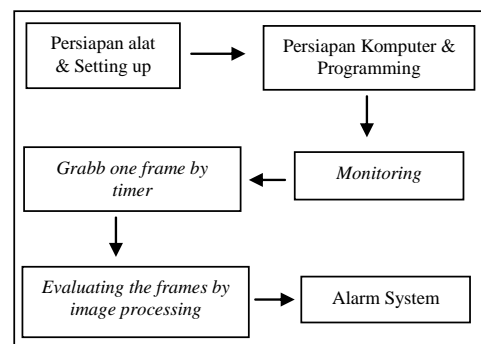 Persiapan alat
& Setting up
Persiapan Komputer &
Programming
Monitoring
Grabb one frame by
timer
Evaluating the frames by
image processing
Alarm System